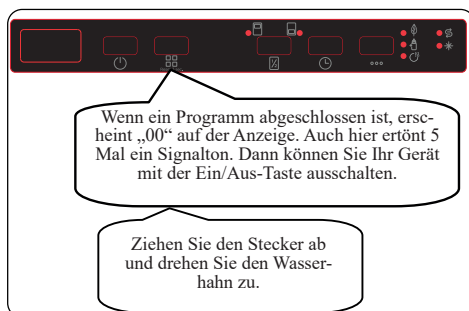 Wenn ein Programm abgeschlossen ist, ersc-
heint „00“ auf der Anzeige. Auch hier ertönt 5
Mal ein Signalton. Dann können Sie Ihr Gerät
mit der Ein/Aus-Taste ausschalten.
Ziehen Sie den Stecker ab
und drehen Sie den Wasser-
hahn zu.